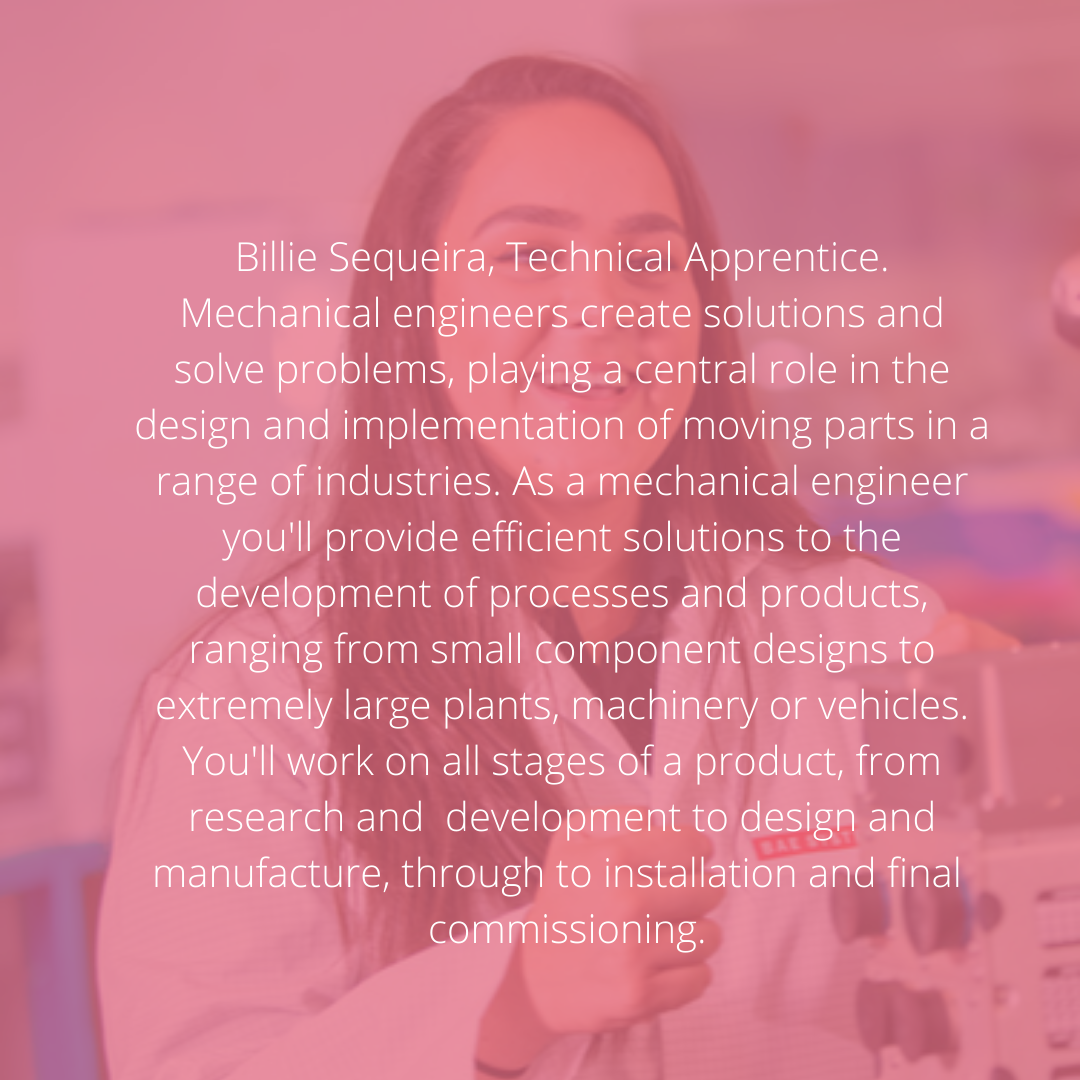 Billie Sequeira, Technical Apprentice.
Mechanical engineers create solutions and
solve problems, playing a central role in the
design and implementation of moving parts in a
range of industries. As a mechanical engineer
you'll provide efficient solutions to the
development of processes and products,
ranging from small component designs to
extremely large plants, machinery or vehicles.
You'll work on all stages of a product, from
research and  development to design and
manufacture, through to installation and final
commissioning.